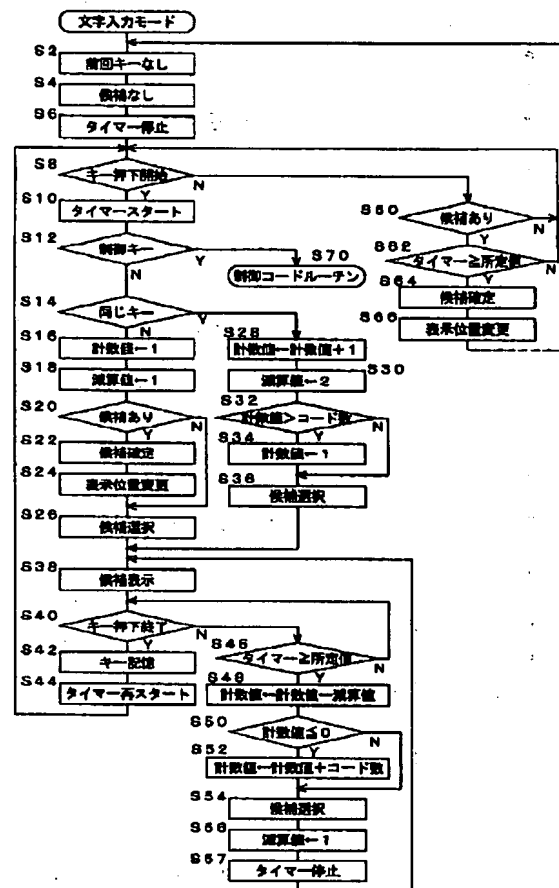 文字入力モード
S2
前回キーなし
S4
候補なし
S6
タイマー停止
S8
キー押下開始
N
Y
S10
タイマースタート
S12
制御キー
Y
N
S70
制御コードルーチン
S14
同じキー
Y
N
S16
計数値←1
S18
減算値←1
S20
候補あり
N
Y
S22
候補確定
S24
表示位置変更
S26
候補選択
S28
計数値←計数値+1
S30
減算値←2
S32
計数値>コード数
N
Y
S34
計数値←1
S36
候補選択
S38
候補表示
S40
キー押下終了
N
Y
S42
キー記憶
S44
タイマー再スタート
S46
タイマー≧所定値
N
Y
S48
計数値←計数値-減算値
S50
計数値≦0
N
Y
S52
計数値←計数値+コード数
S54
候補選択
S56
減算値←1
S57
タイマー停止
S60
候補あり
N
Y
S62
タイマー≧所定値
N
Y
S64
候補確定
S66
表示位置変更